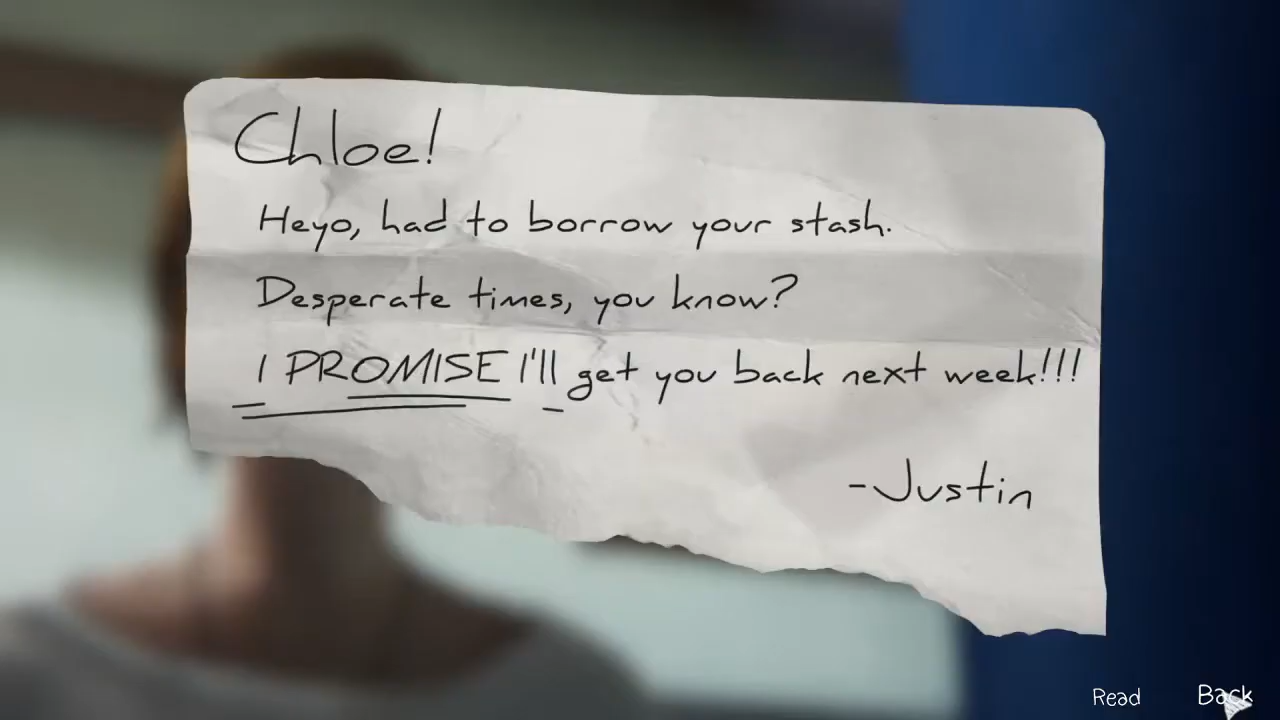 Chloe!
Heyo, had to borrow your stash.
Desperate times, you know?
I PROMISE I'll get you back next week!!!
-Justin
Read Back